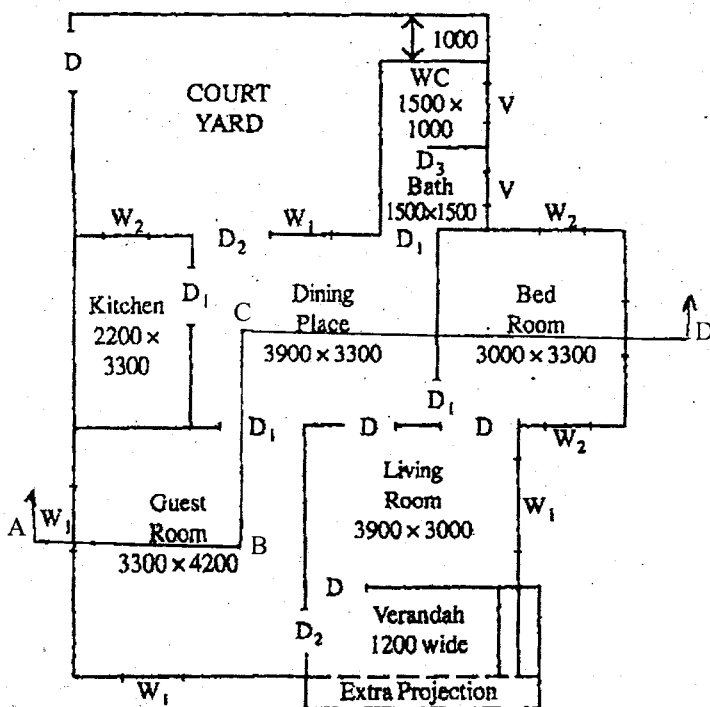 1000
D
COURT
YARD
WC
1500 ×
1000
V
D3
Bath
1500×1500
V
W2
D2
W1
D1
W2
Kitchen
2200 ×
3300
D1
C
Dining
Place
3900 × 3300
Bed
Room
3000 × 3300
D
D1
D1
D
D
W2
A
W1
Guest
Room
3300 × 4200
B
Living
Room
3900 × 3000
W1
D
D2
Verandah
1200 wide
W1
Extra Projection